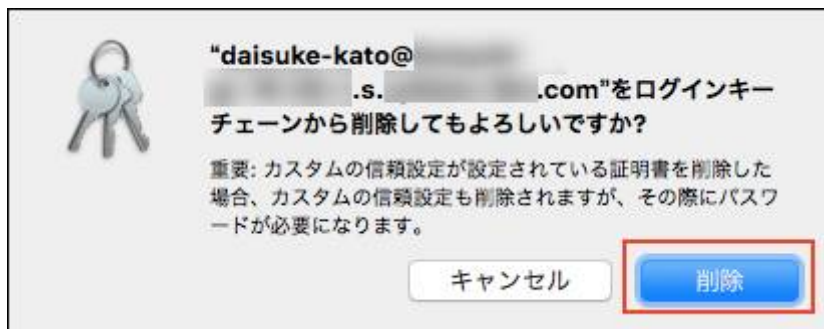 “daisuke-kato@
.s. .com”をログインキー
チェーンから削除してもよろしいですか?
重要: カスタムの信頼設定が設定されている証明書を削除した
場合、カスタムの信頼設定も削除されますが、その際にパスワ
ードが必要になります。
キャンセル 削除